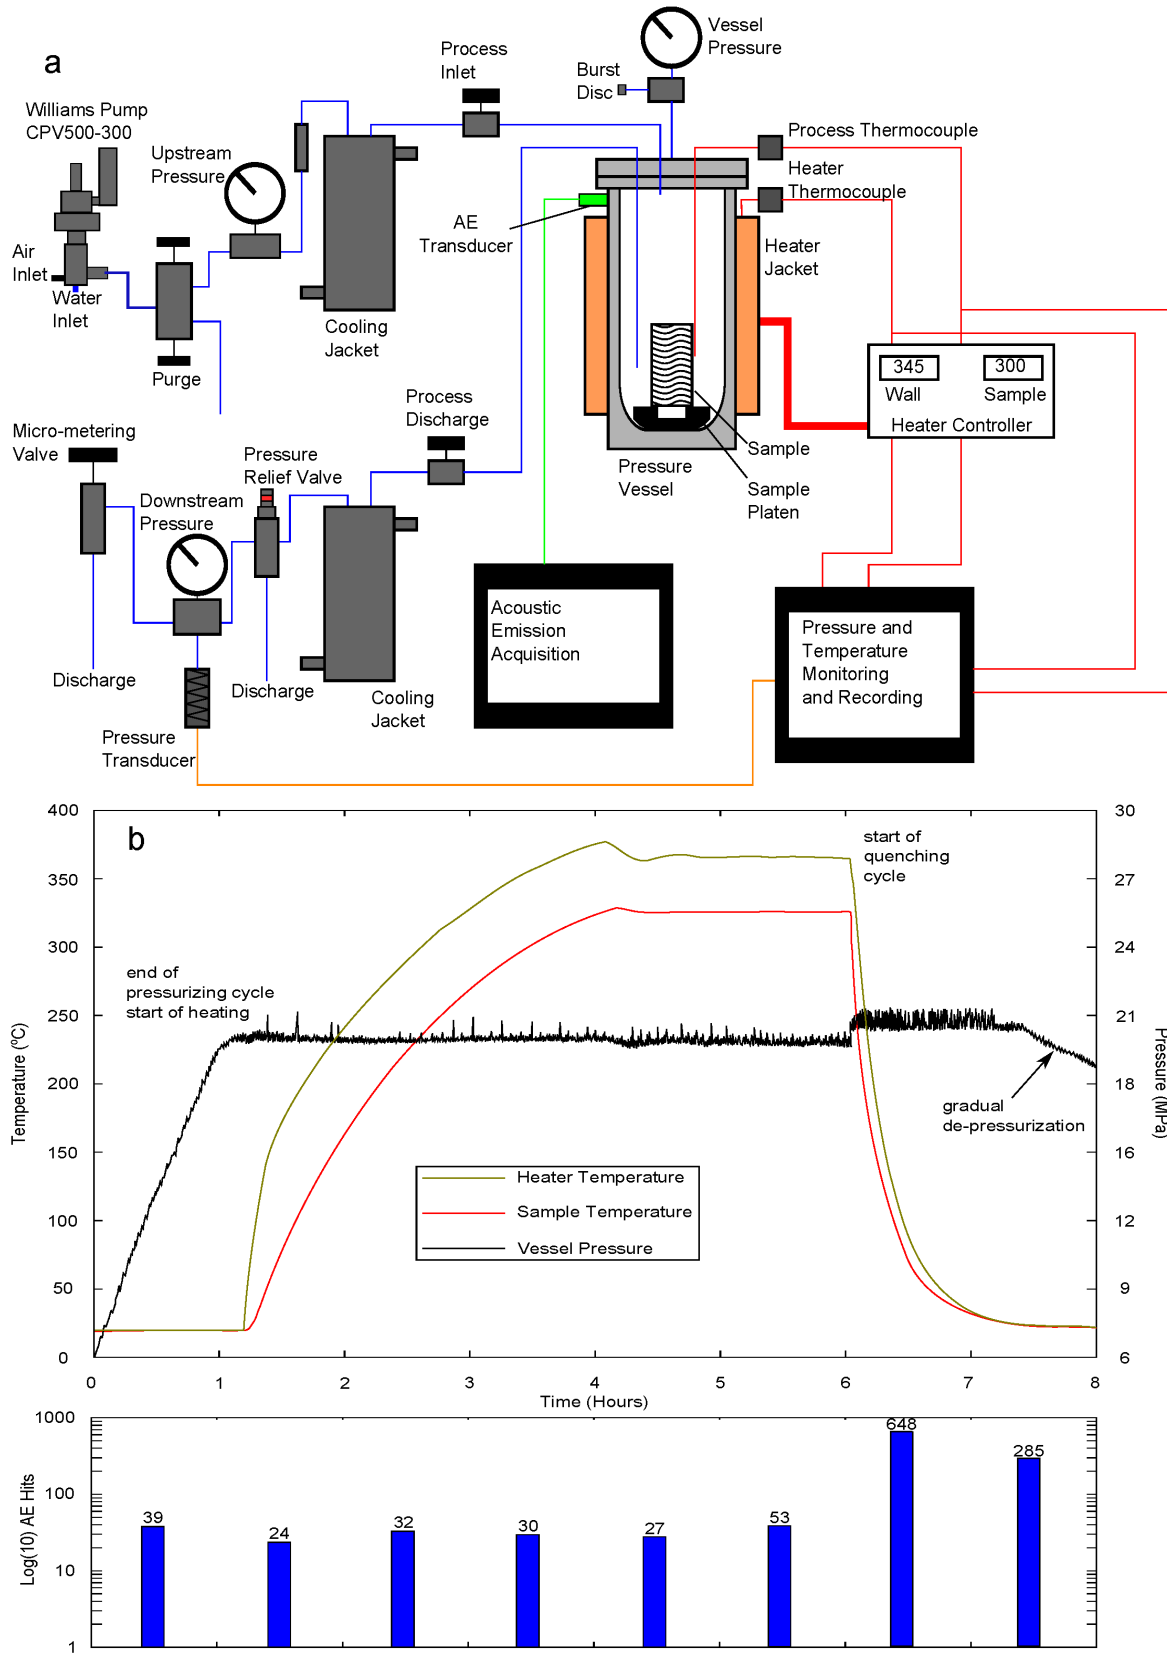 a
Williams Pump
CPV500-300
Air
Inlet
Water
Inlet
Purge
Upstream
Pressure
Cooling
Jacket
Process
Inlet
Burst
Disc
Vessel
Pressure
Process Thermocouple
Heater
Thermocouple
AE
Transducer
Heater
Jacket
345
300
Wall
Sample
Heater Controller
Sample
Sample
Platen
Pressure
Vessel
Process
Discharge
Micro-metering
Valve
Pressure
Relief Valve
Downstream
Pressure
Discharge
Discharge
Pressure
Transducer
Cooling
Jacket
Acoustic
Emission
Acquisition
Pressure and
Temperature
Monitoring
and Recording
b
400
350
300
250
200
150
100
50
0
Temperature (ºC)
30
27
24
21
18
16
12
9
6
Pressure (MPa)
end of
pressurizing cycle
start of heating
start of
quenching
cycle
gradual
de-pressurization
Heater Temperature
Sample Temperature
Vessel Pressure
0 1 2 3 4 5 6 7 8
Time (Hours)
1000
100
10
1
Log(10) AE Hits
39 24 32 30 27 53 648 285